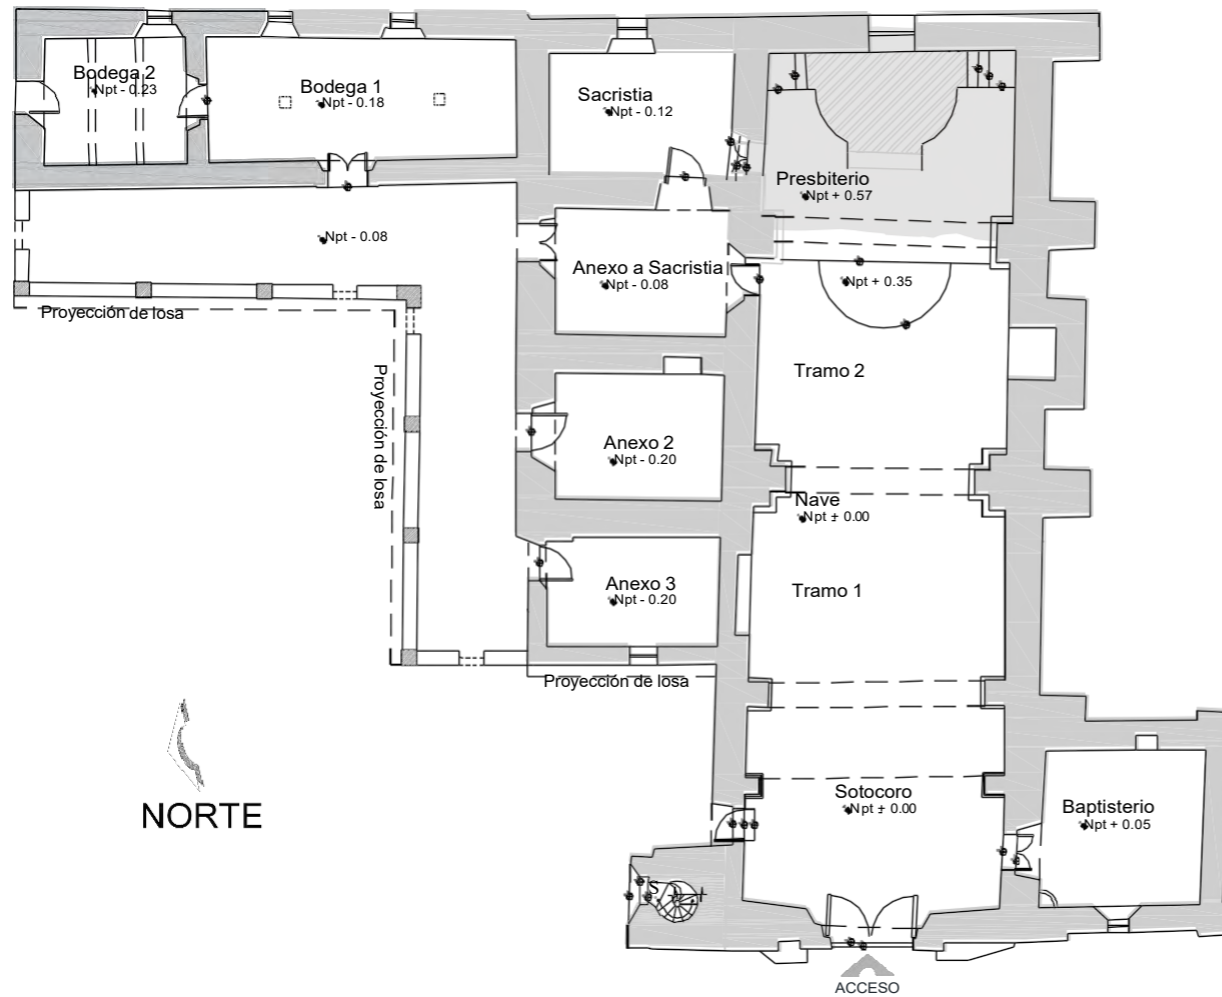 Bodega 2
Npt - 0.23
Bodega 1
Npt - 0.18
Sacristia
Npt - 0.12
Presbiterio
Npt + 0.57
Npt - 0.08
Anexo a Sacristia
Npt - 0.08
Npt + 0.35
Proyección de losa
Proyección de losa
Tramo 2
Anexo 2
Npt - 0.20
Nave
Npt ± 0.00
Anexo 3
Npt - 0.20
Tramo 1
Proyección de losa
NORTE
Sotocoro
Npt ± 0.00
Baptisterio
Npt + 0.05
S
ACCESO